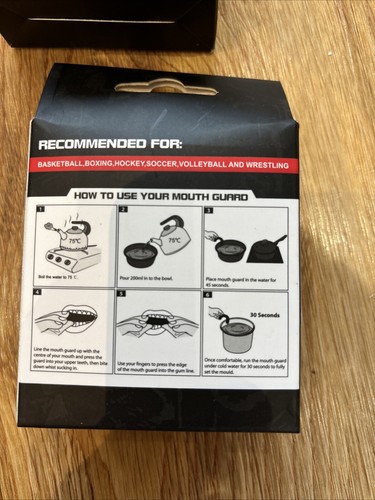 RECOMMENDED FOR:
BASKETBALL,BOXING,HOCKEY,SOCCER,VOLLEYBALL AND WRESTLING
HOW TO USE YOUR MOUTH GUARD
1
75℃
Boil the water to 75 ℃.
2
75℃
Pour 200ml in to the bowl.
3
Place mouth guard in the water for
45 seconds.
4
Line the mouth guard up with the
centre of your mouth and press the
guard into your upper teeth, then bite
down whist sucking in.
5
Use your fingers to press the edge
of the mouth guard into the gum line.
6
30 Seconds
Once comfortable, run the mouth guard
under cold water for 30 seconds to fully
set the mould.